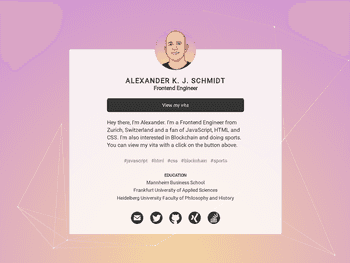 ALEXANDER K. J. SCHMIDT
Frontend Engineer
View my vita
Hey there, I'm Alexander. I'm a Frontend Engineer from
Zurich, Switzerland and a fan of JavaScript, HTML and
CSS. I'm also interested in Blockchain and doing sports.
You can view my vita with a click on the button above.
#javascript #html #css #blockchain #sports
EDUCATION
Mannheim Business School
Frankfurt University of Applied Sciences
Heidelberg University Faculty of Philosophy and History